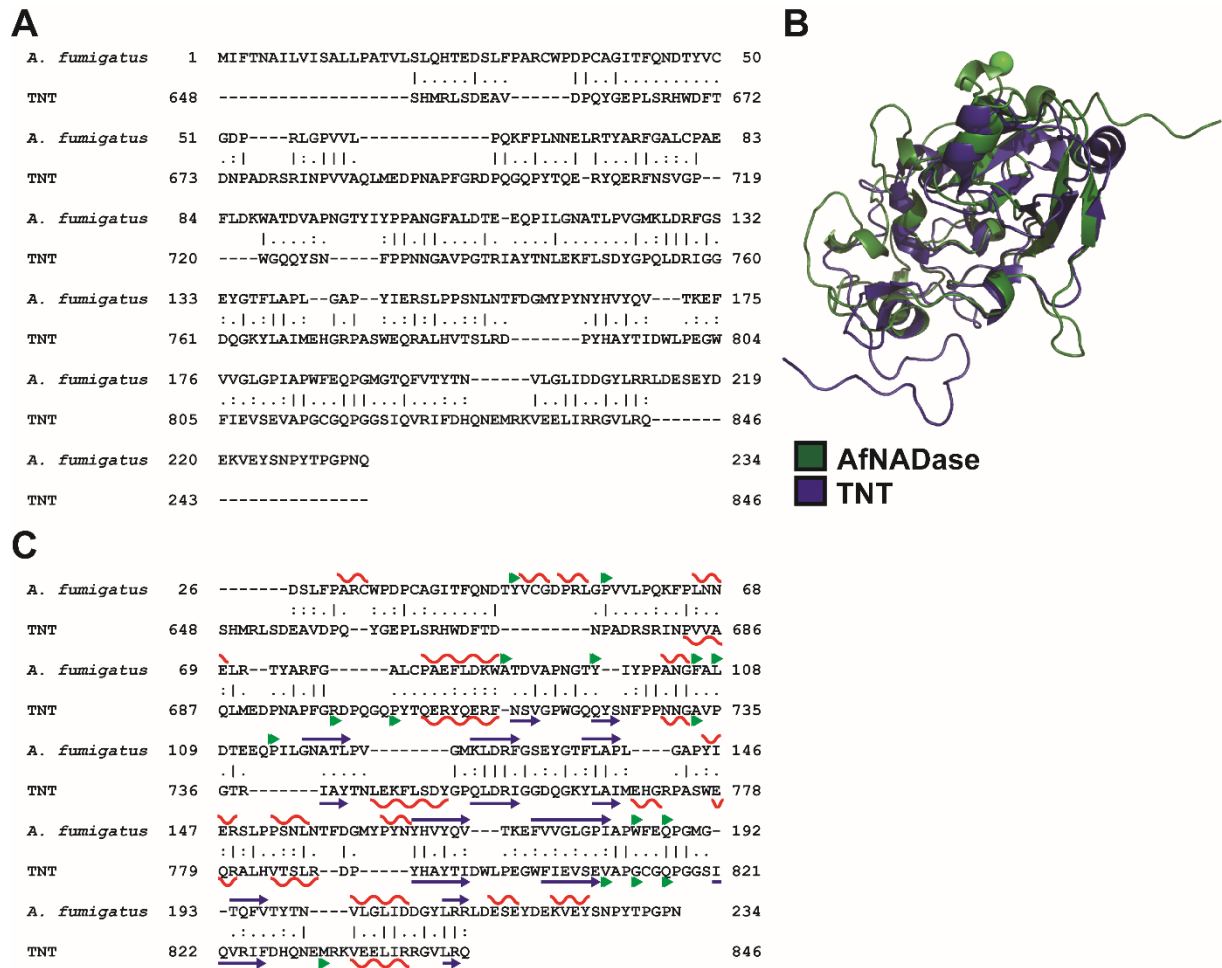 A
A. fumigatus 1 MIFTNAILVISALLPATVLSLQHTEDSLFPARCWPDPCAGITFQNDTYVC 50
TNT 648 --------------------SHMRLSDEAV------DPQYGEPLSRHWDFT 672
A. fumigatus 51 GDP----RLGPVVL--------------PQKFPLNNELRTYARFGALCPAE 83
TNT 673 DNPADRSRINPVVAQLMEDPNAPFGRDPQGQPYTQE-RYQERFNSVGP-- 719
A. fumigatus 84 FLDKWATDVAPNGTYIYPPANGFALDTE-EQPILGNATLPVGMKLDRFGS 132
TNT 720 ----WGQQYSN----FPPNNGAVPGTRIAYTNLEKFLSDYGPQLDRIGG 760
A. fumigatus 133 EYGTFLAPL--GAP--YIERSLPPSNLNTFDGMYPYNYHVYQV---TKEF 175
TNT 761 DQGKYLAIMEHGRPASWEQRALHVTSLRD------PYHAYTIDWLPEGW 804
A. fumigatus 176 VVGLGPIAPWFEQPGMGTQFVTYTN------VLGLIDDGYLRRLDESEYD 219
TNT 805 FIEVSEVAPGCGQPGGSIQVRIFDHQNEMRKVEELIRRGVLRQ------- 846
A. fumigatus 220 EKVEYSNPYTPGPNQ 234
TNT 243 --------------- 846
B
AfNADase
TNT
C
A. fumigatus 26 -------DSLFPARCWPDPCAGITFQNDTYVCGDPRLGPVVLPQKFPLNN 68
TNT 648 SHMRLSDEAVDPQ--YGEPLSRHWDFTD---------NPADRSRINPVVA 686
A. fumigatus 69 ELR--TYARFG------ALCPAEFLDKWATDVAPNGTY--IYPPANGFAL 108
TNT 687 QLMEDPNAPFGRDPQGQPYTQERYQERF-NSVGPWGQQYSNFPPNNGAVP 735
A. fumigatus 109 DTEEQPILGNATLPV--------GMKLDRFGSEYGTFLAPL---GAPYI 146
TNT 736 GTR-------IAYTNLEKFLSDYGPQLDRIGGDQGKYLAIMEHGRPASWE 778
A. fumigatus 147 ERSLPPSNLNTFDGMYPYNYHVYQV---TKEFVVGLGPIAPWFEQPGMG- 192
TNT 779 QRALHVTSLR--DP-----YHAYTIDWLPEGWFIEVSEVAPGCGQPGGSI 821
A. fumigatus 193 -TQFVTYTN----VLGLIDDGYLRRLDESEYDEKVEYSNPYTPGPN 234
TNT 822 QVRIFDHQNEMRKVEELIRRGVLRQ 846